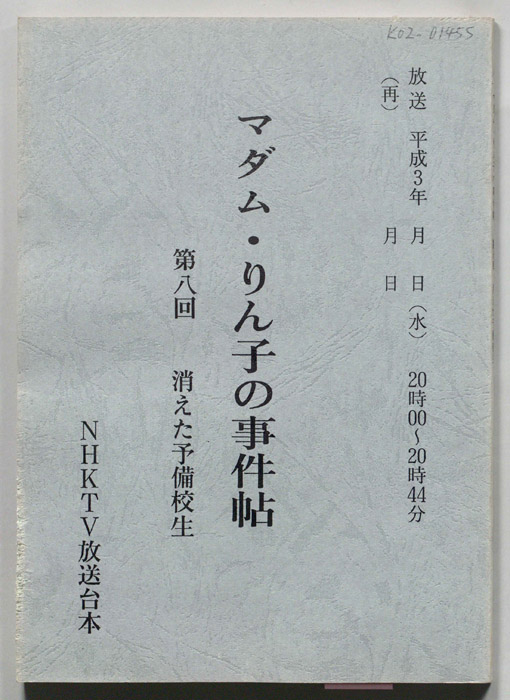 K02-01455
放送 平成3年 月 日（水） 20時00〜20時44分
（再） 月 日
マダム・りん子の事件帖
第八回 消えた予備校生
NHKTV放送台本